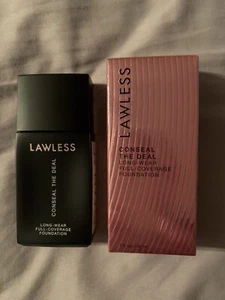 LAWLESS
CONSEAL THE DEAL
LONG-WEAR
FULL-COVERAGE
FOUNDATION
LAWLESS
CONSEAL
THE DEAL
LONG-WEAR
FULL-COVERAGE
FOUNDATION